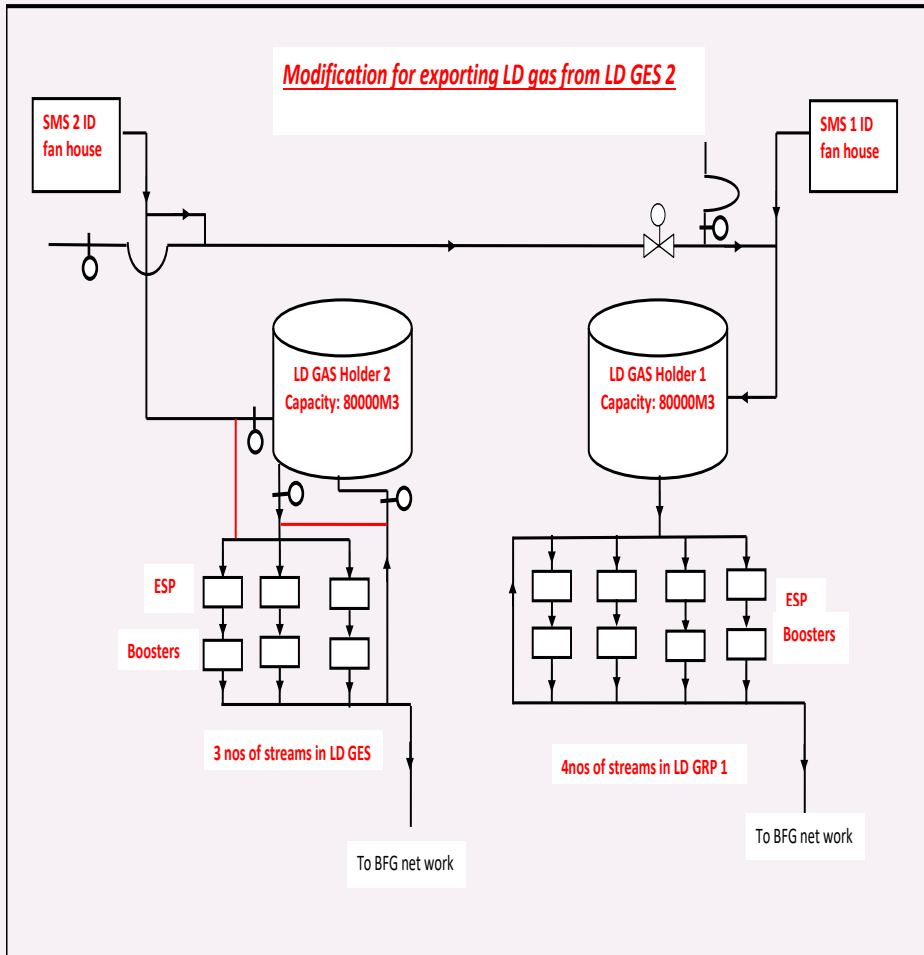 Modification for exporting LD gas from LD GES 2
SMS 2 ID
fan house
SMS 1 ID
fan house
LD GAS Holder 2
Capacity: 80000M3
LD GAS Holder 1
Capacity: 80000M3
ESP
Boosters
ESP
Boosters
3 nos of streams in LD GES
4nos of streams in LD GRP 1
To BFG net work
To BFG net work